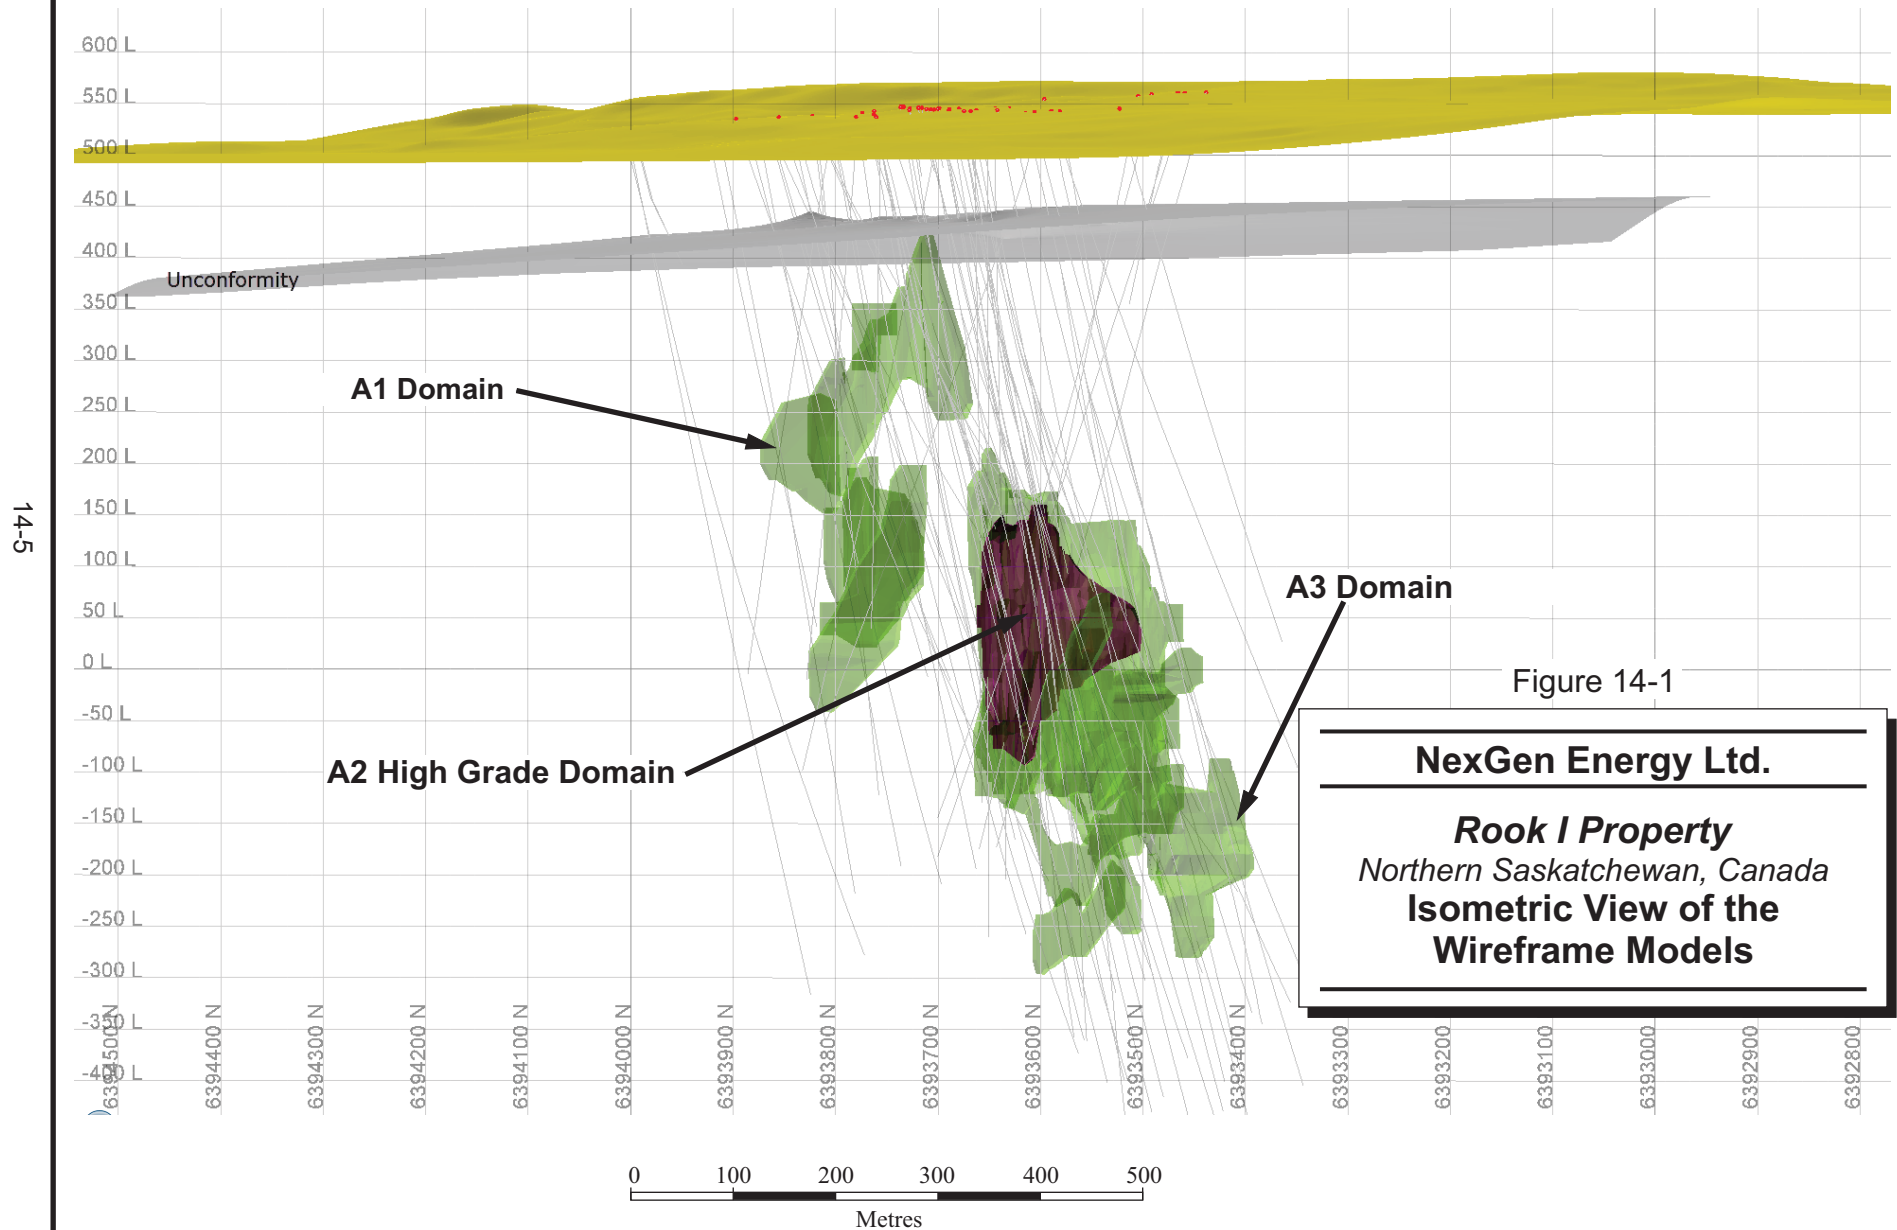 600 L
550 L
500 L
450 L
400 L
Unconformity
350 L
300 L
A1 Domain
250 L
200 L
150 L
14-5
100 L
A3 Domain
50 L
0 L
Figure 14-1
-50 L
A2 High Grade Domain
-100 L
NexGen Energy Ltd.
-150 L
Rook I Property
Northern Saskatchewan, Canada
-200 L
Isometric View of the
Wireframe Models
-250 L
-300 L
-350 L
-400 L
6394500 N
6394400 N
6394300 N
6394200 N
6394100 N
6394000 N
6393900 N
6393800 N
6393700 N
6393600 N
6393500 N
6393400 N
6393300
6393200
6393100
6393000
6392900
6392800
0 100 200 300 400 500
Metres